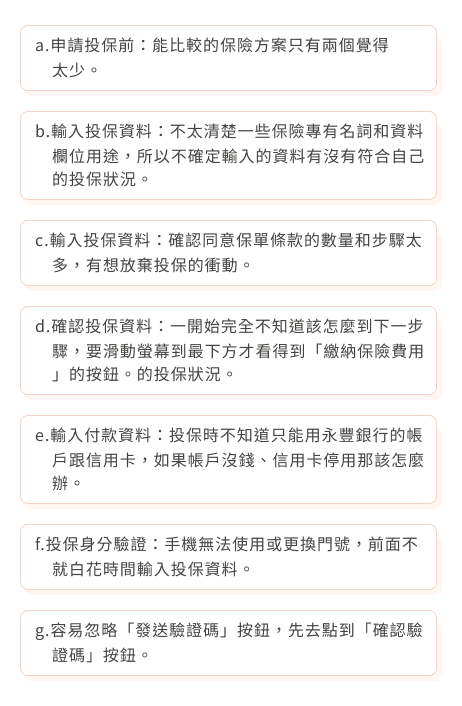 a.申請投保前：能比較的保險方案只有兩個覺得
太少。
b.輸入投保資料：不太清楚一些保險專有名詞和資料
欄位用途，所以不確定輸入的資料有沒有符合自己
的投保狀況。
c.輸入投保資料：確認同意保單條款的數量和步驟太
多，有想放棄投保的衝動。
d.確認投保資料：一開始完全不知道該怎麼到下一步
驟，要滑動螢幕到最下方才看得到「繳納保險費用
」的按鈕。的投保狀況。
e.輸入付款資料：投保時不知道只能用永豐銀行的帳
戶跟信用卡，如果帳戶沒錢、信用卡停用那該怎麼
辦。
f.投保身分驗證：手機無法使用或更換門號，前面不
就白花時間輸入投保資料。
g.容易忽略「發送驗證碼」按鈕，先去點到「確認驗
證碼」按鈕。